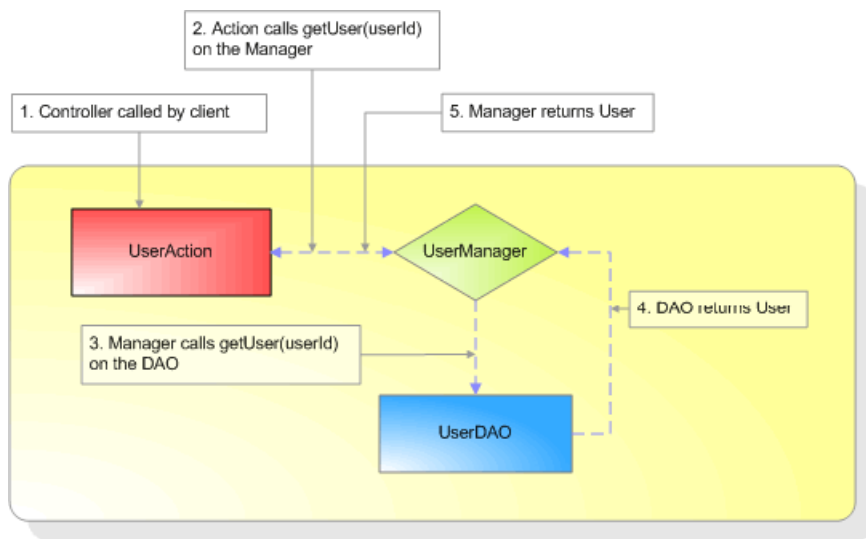 2. Action calls getUser(userId)
on the Manager
1. Controller called by client
5. Manager returns User
UserAction
UserManager
4. DAO returns User
3. Manager calls getUser(userId)
on the DAO
UserDAO